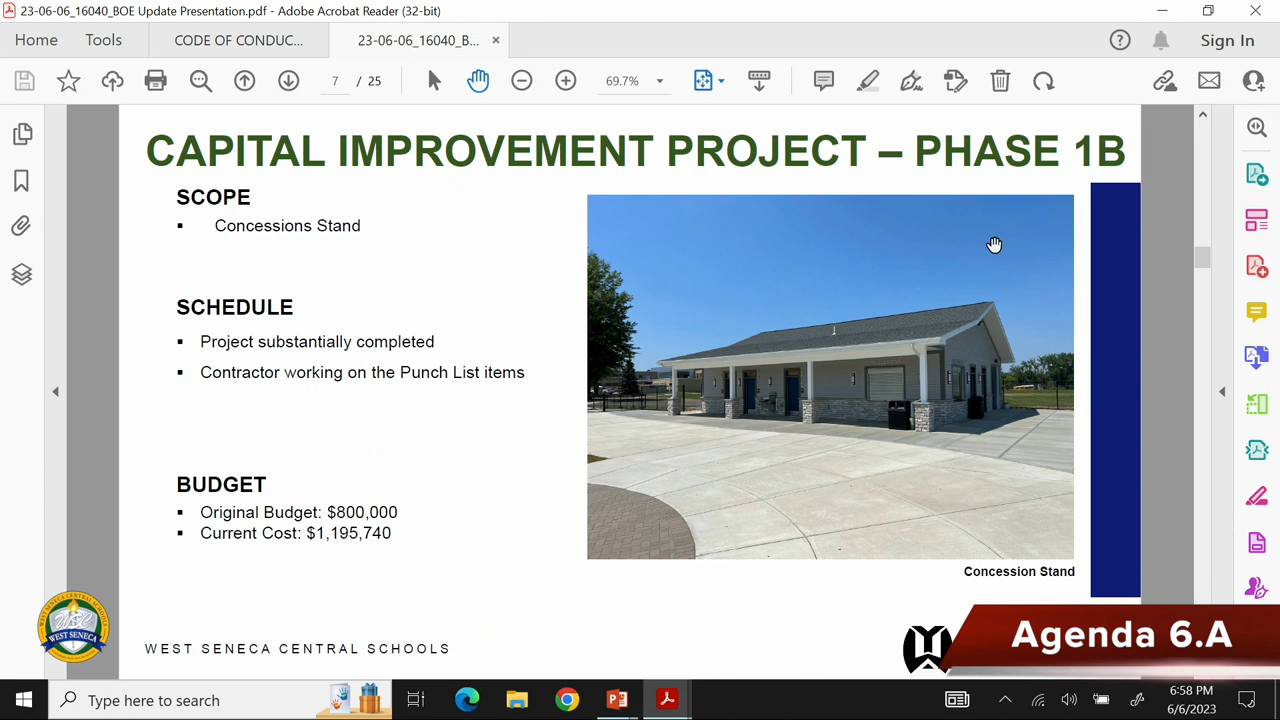 23-06-06_16040_BOE Update Presentation.pdf - Adobe Acrobat Reader (32-bit)
Home Tools CODE OF CONDUC... 23-06-06_16040_B... Sign In
7 / 25 69.7%
CAPITAL IMPROVEMENT PROJECT – PHASE 1B
SCOPE
▪ Concessions Stand
SCHEDULE
▪ Project substantially completed
▪ Contractor working on the Punch List items
BUDGET
▪ Original Budget: $800,000
▪ Current Cost: $1,195,740
Concession Stand
WEST SENECA
WEST SENECA CENTRAL SCHOOLS
Agenda 6.A
Type here to search
6:58 PM
6/6/2023